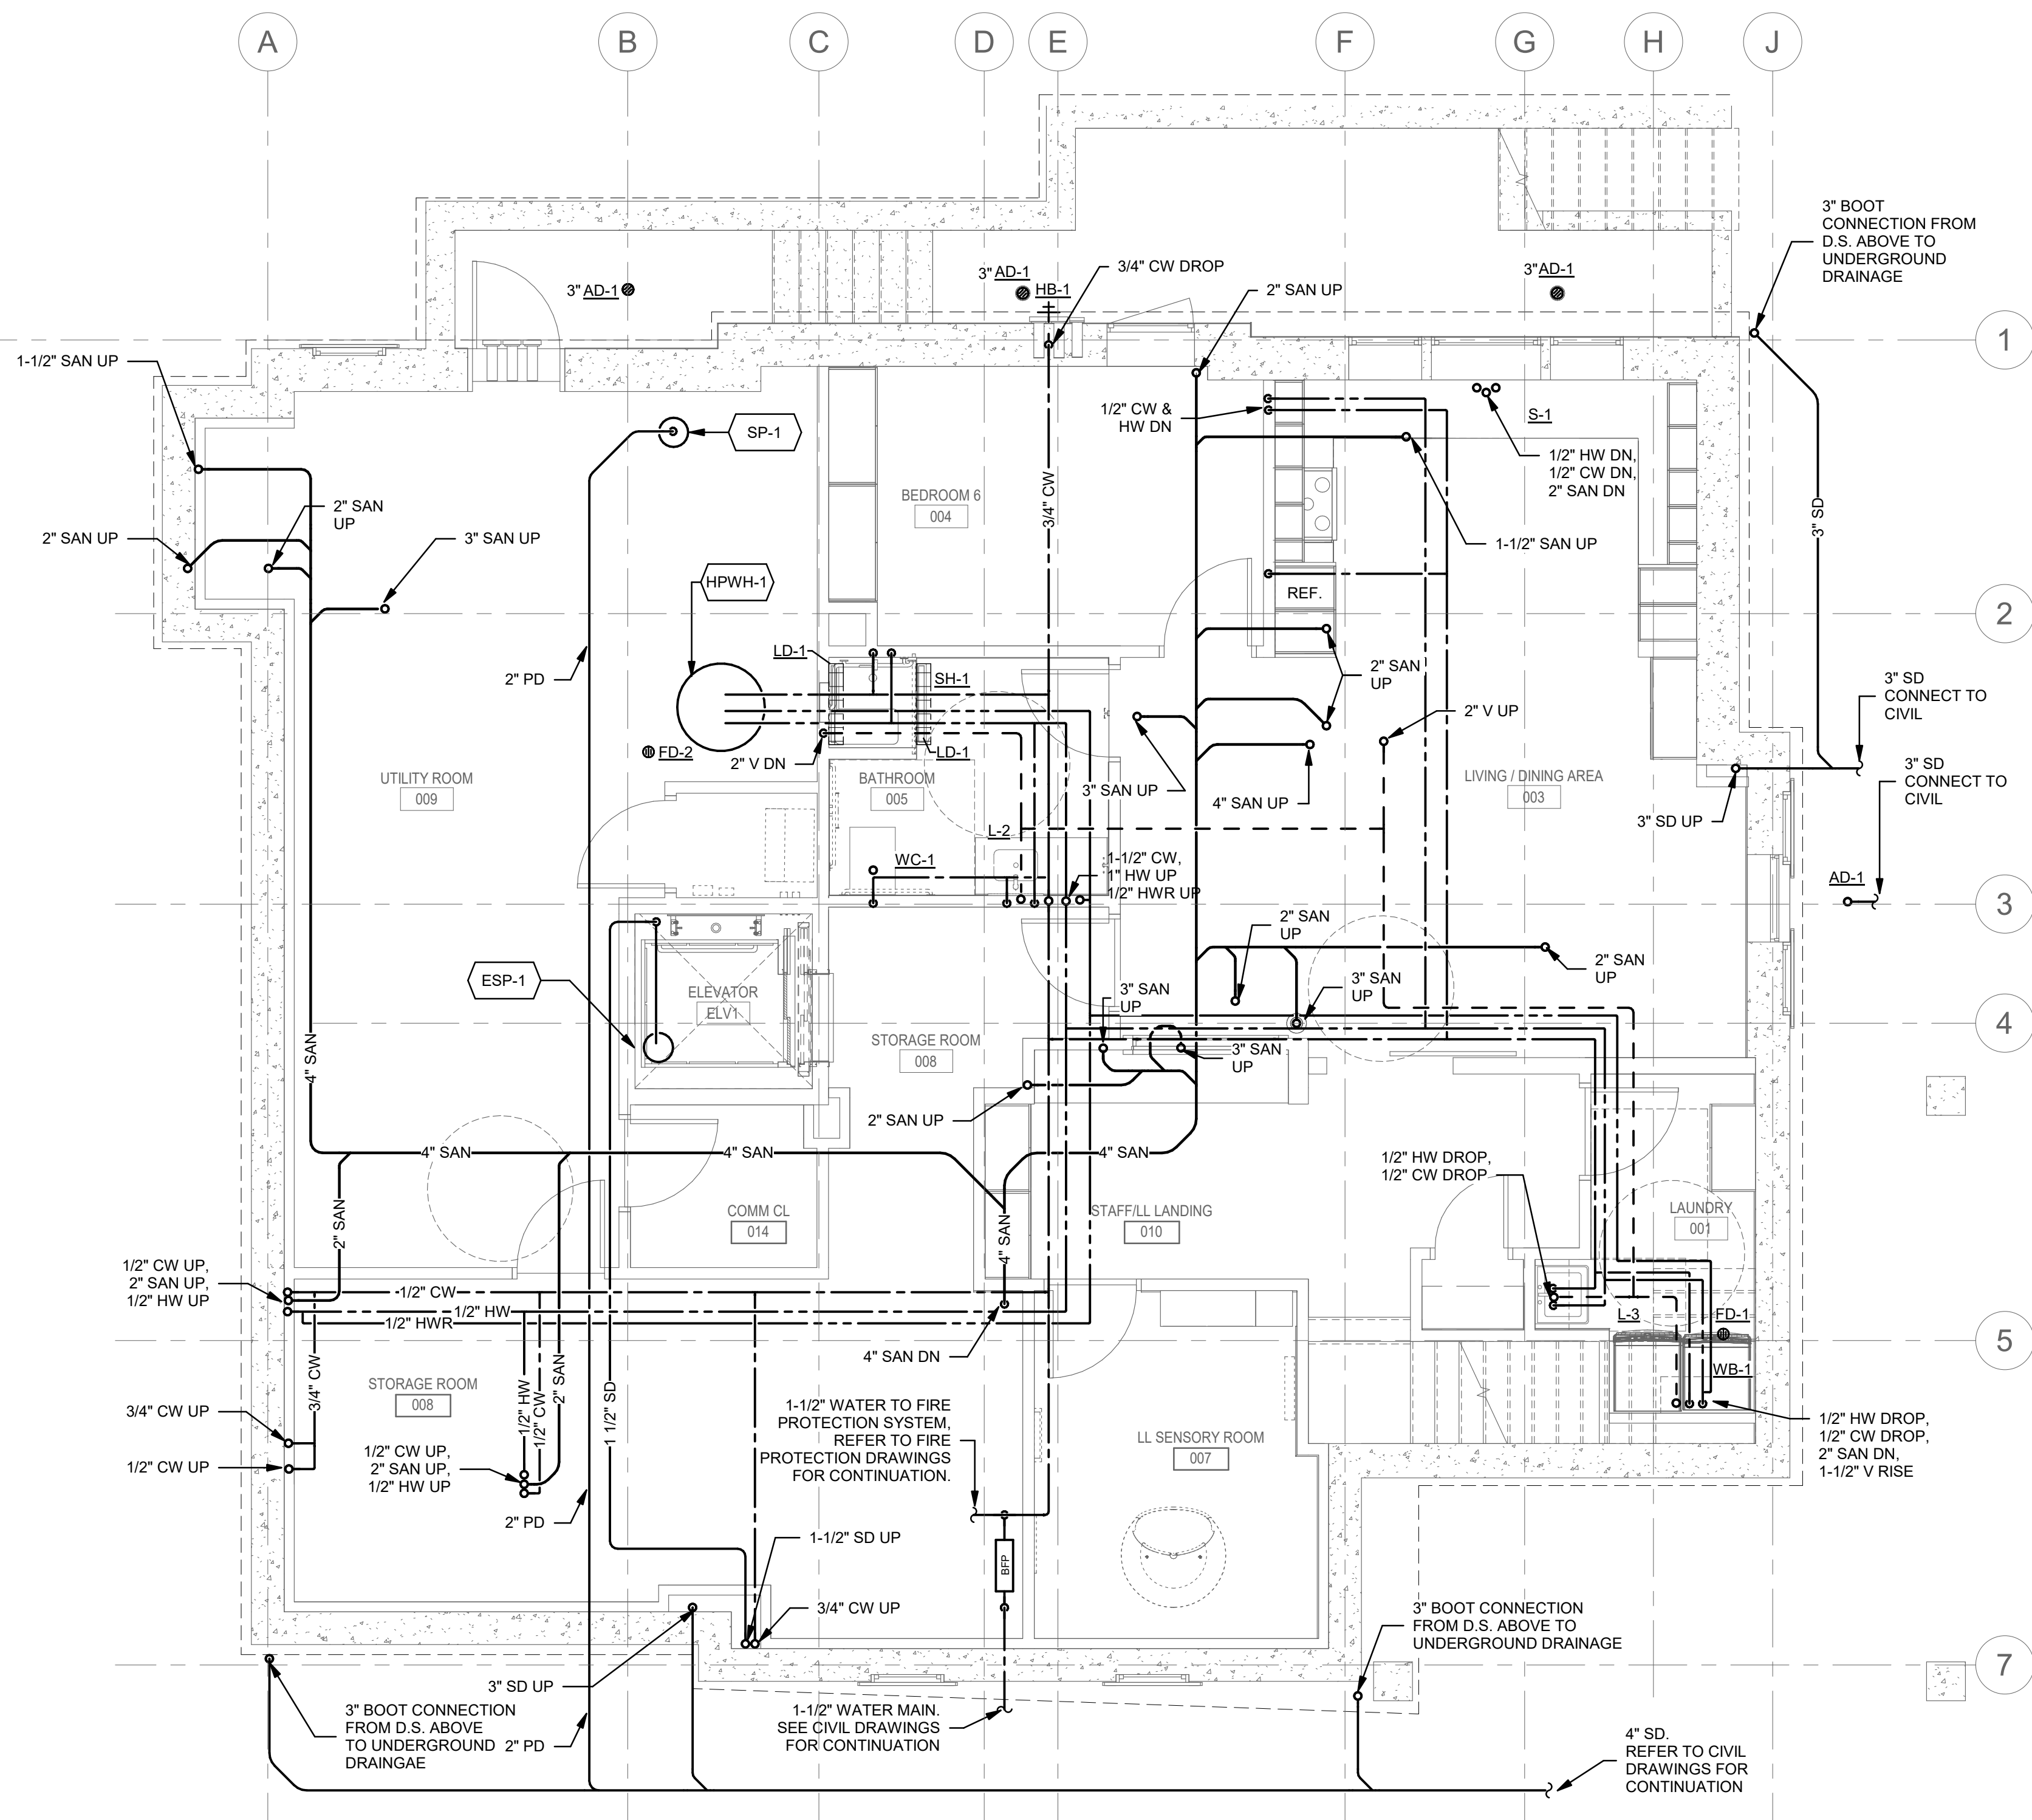 A
B
C
D
E
F
G
H
J
3" BOOT
CONNECTION FROM
D.S. ABOVE TO
UNDERGROUND
DRAINAGE
3" AD-1
3" AD-1
HB-1
3/4" CW DROP
2" SAN UP
3" AD-1
1
1-1/2" SAN UP
SP-1
1/2" CW &
HW DN
S-1
1/2" HW DN,
1/2" CW DN,
2" SAN DN
BEDROOM 6
004
3/4" CW
3" SD
2" SAN
UP
2" SAN UP
3" SAN UP
1-1/2" SAN UP
HPWH-1
REF.
2
LD-1
2" PD
SH-1
2" SAN
UP
3" SD
CONNECT TO
CIVIL
2" V UP
FD-2
2" V DN
LD-1
UTILITY ROOM
009
BATHROOM
005
3" SAN UP
4" SAN UP
LIVING / DINING AREA
003
3" SD
CONNECT TO
CIVIL
3" SD UP
L-2
WC-1
1-1/2" CW,
1" HW UP
1/2" HWR UP
AD-1
3
2" SAN
UP
2" SAN
UP
ESP-1
ELEVATOR
ELV1
3" SAN
UP
3" SAN
UP
4
4" SAN
STORAGE ROOM
008
3" SAN
UP
2" SAN UP
4" SAN
4" SAN
4" SAN
1/2" HW DROP,
1/2" CW DROP
2" SAN
COMM CL
014
4" SAN
STAFF/LL LANDING
010
LAUNDRY
001
1/2" CW UP,
2" SAN UP,
1/2" HW UP
1/2" CW
1/2" HW
1/2" HWR
L-3
FD-1
5
4" SAN DN
3/4" CW
STORAGE ROOM
008
1/2" HW
1/2" CW
2" SAN
1 1/2" SD
WB-1
3/4" CW UP
1/2" CW UP
1/2" CW UP,
2" SAN UP,
1/2" HW UP
1-1/2" WATER TO FIRE
PROTECTION SYSTEM,
REFER TO FIRE
PROTECTION DRAWINGS
FOR CONTINUATION.
LL SENSORY ROOM
007
1/2" HW DROP,
1/2" CW DROP,
2" SAN DN,
1-1/2" V RISE
2" PD
1-1/2" SD UP
BFP
3/4" CW UP
3" BOOT CONNECTION
FROM D.S. ABOVE TO
UNDERGROUND DRAINAGE
7
3" SD UP
3" BOOT CONNECTION
FROM D.S. ABOVE
TO UNDERGROUND
DRAINGAE
2" PD
1-1/2" WATER MAIN.
SEE CIVIL DRAWINGS
FOR CONTINUATION
4" SD.
REFER TO CIVIL
DRAWINGS FOR
CONTINUATION